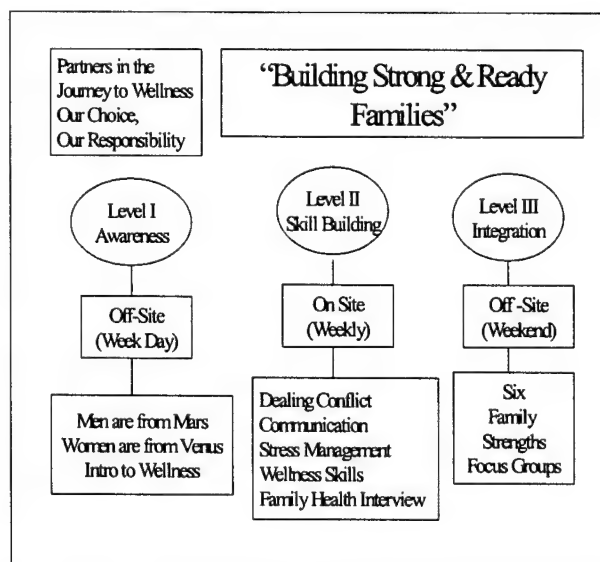 Partners in the
Journey to Wellness
Our Choice,
Our Responsibility
“Building Strong & Ready
Families”
Level I
Awareness
Off-Site
(Week Day)
Men are from Mars
Women are from Venus
Intro to Wellness
Level II
Skill Building
On Site
(Weekly)
Dealing Conflict
Communication
Stress Management
Wellness Skills
Family Health Interview
Level III
Integration
Off -Site
(Weekend)
Six
Family
Strengths
Focus Groups